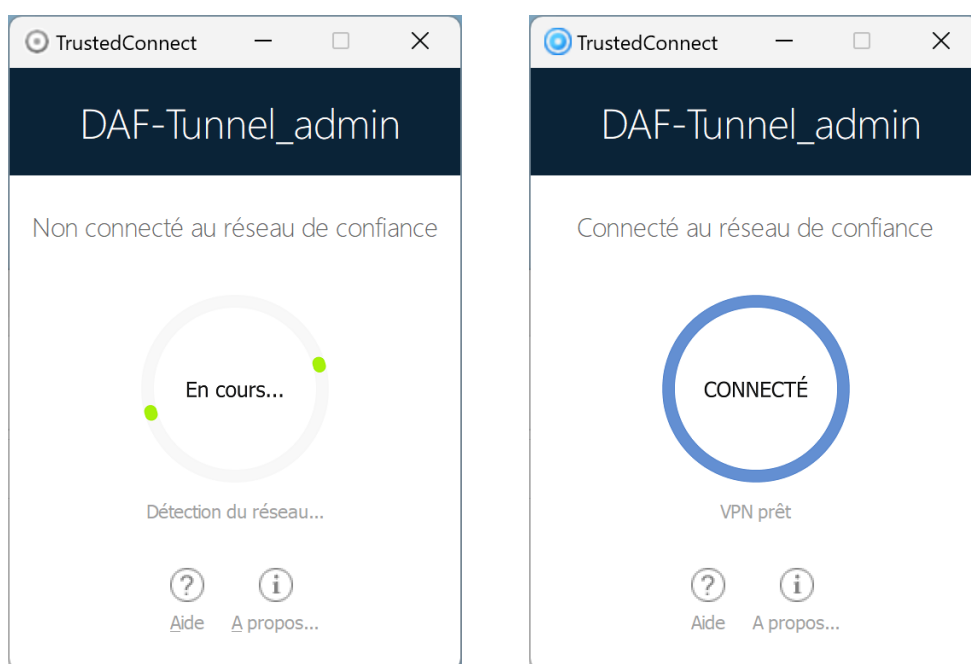 TrustedConnect
DAF-Tunnel_admin
Non connecté au réseau de confiance
En cours...
Détection du réseau...
Aide A propos...
TrustedConnect
DAF-Tunnel_admin
Connecté au réseau de confiance
CONNECTÉ
VPN prêt
Aide A propos...